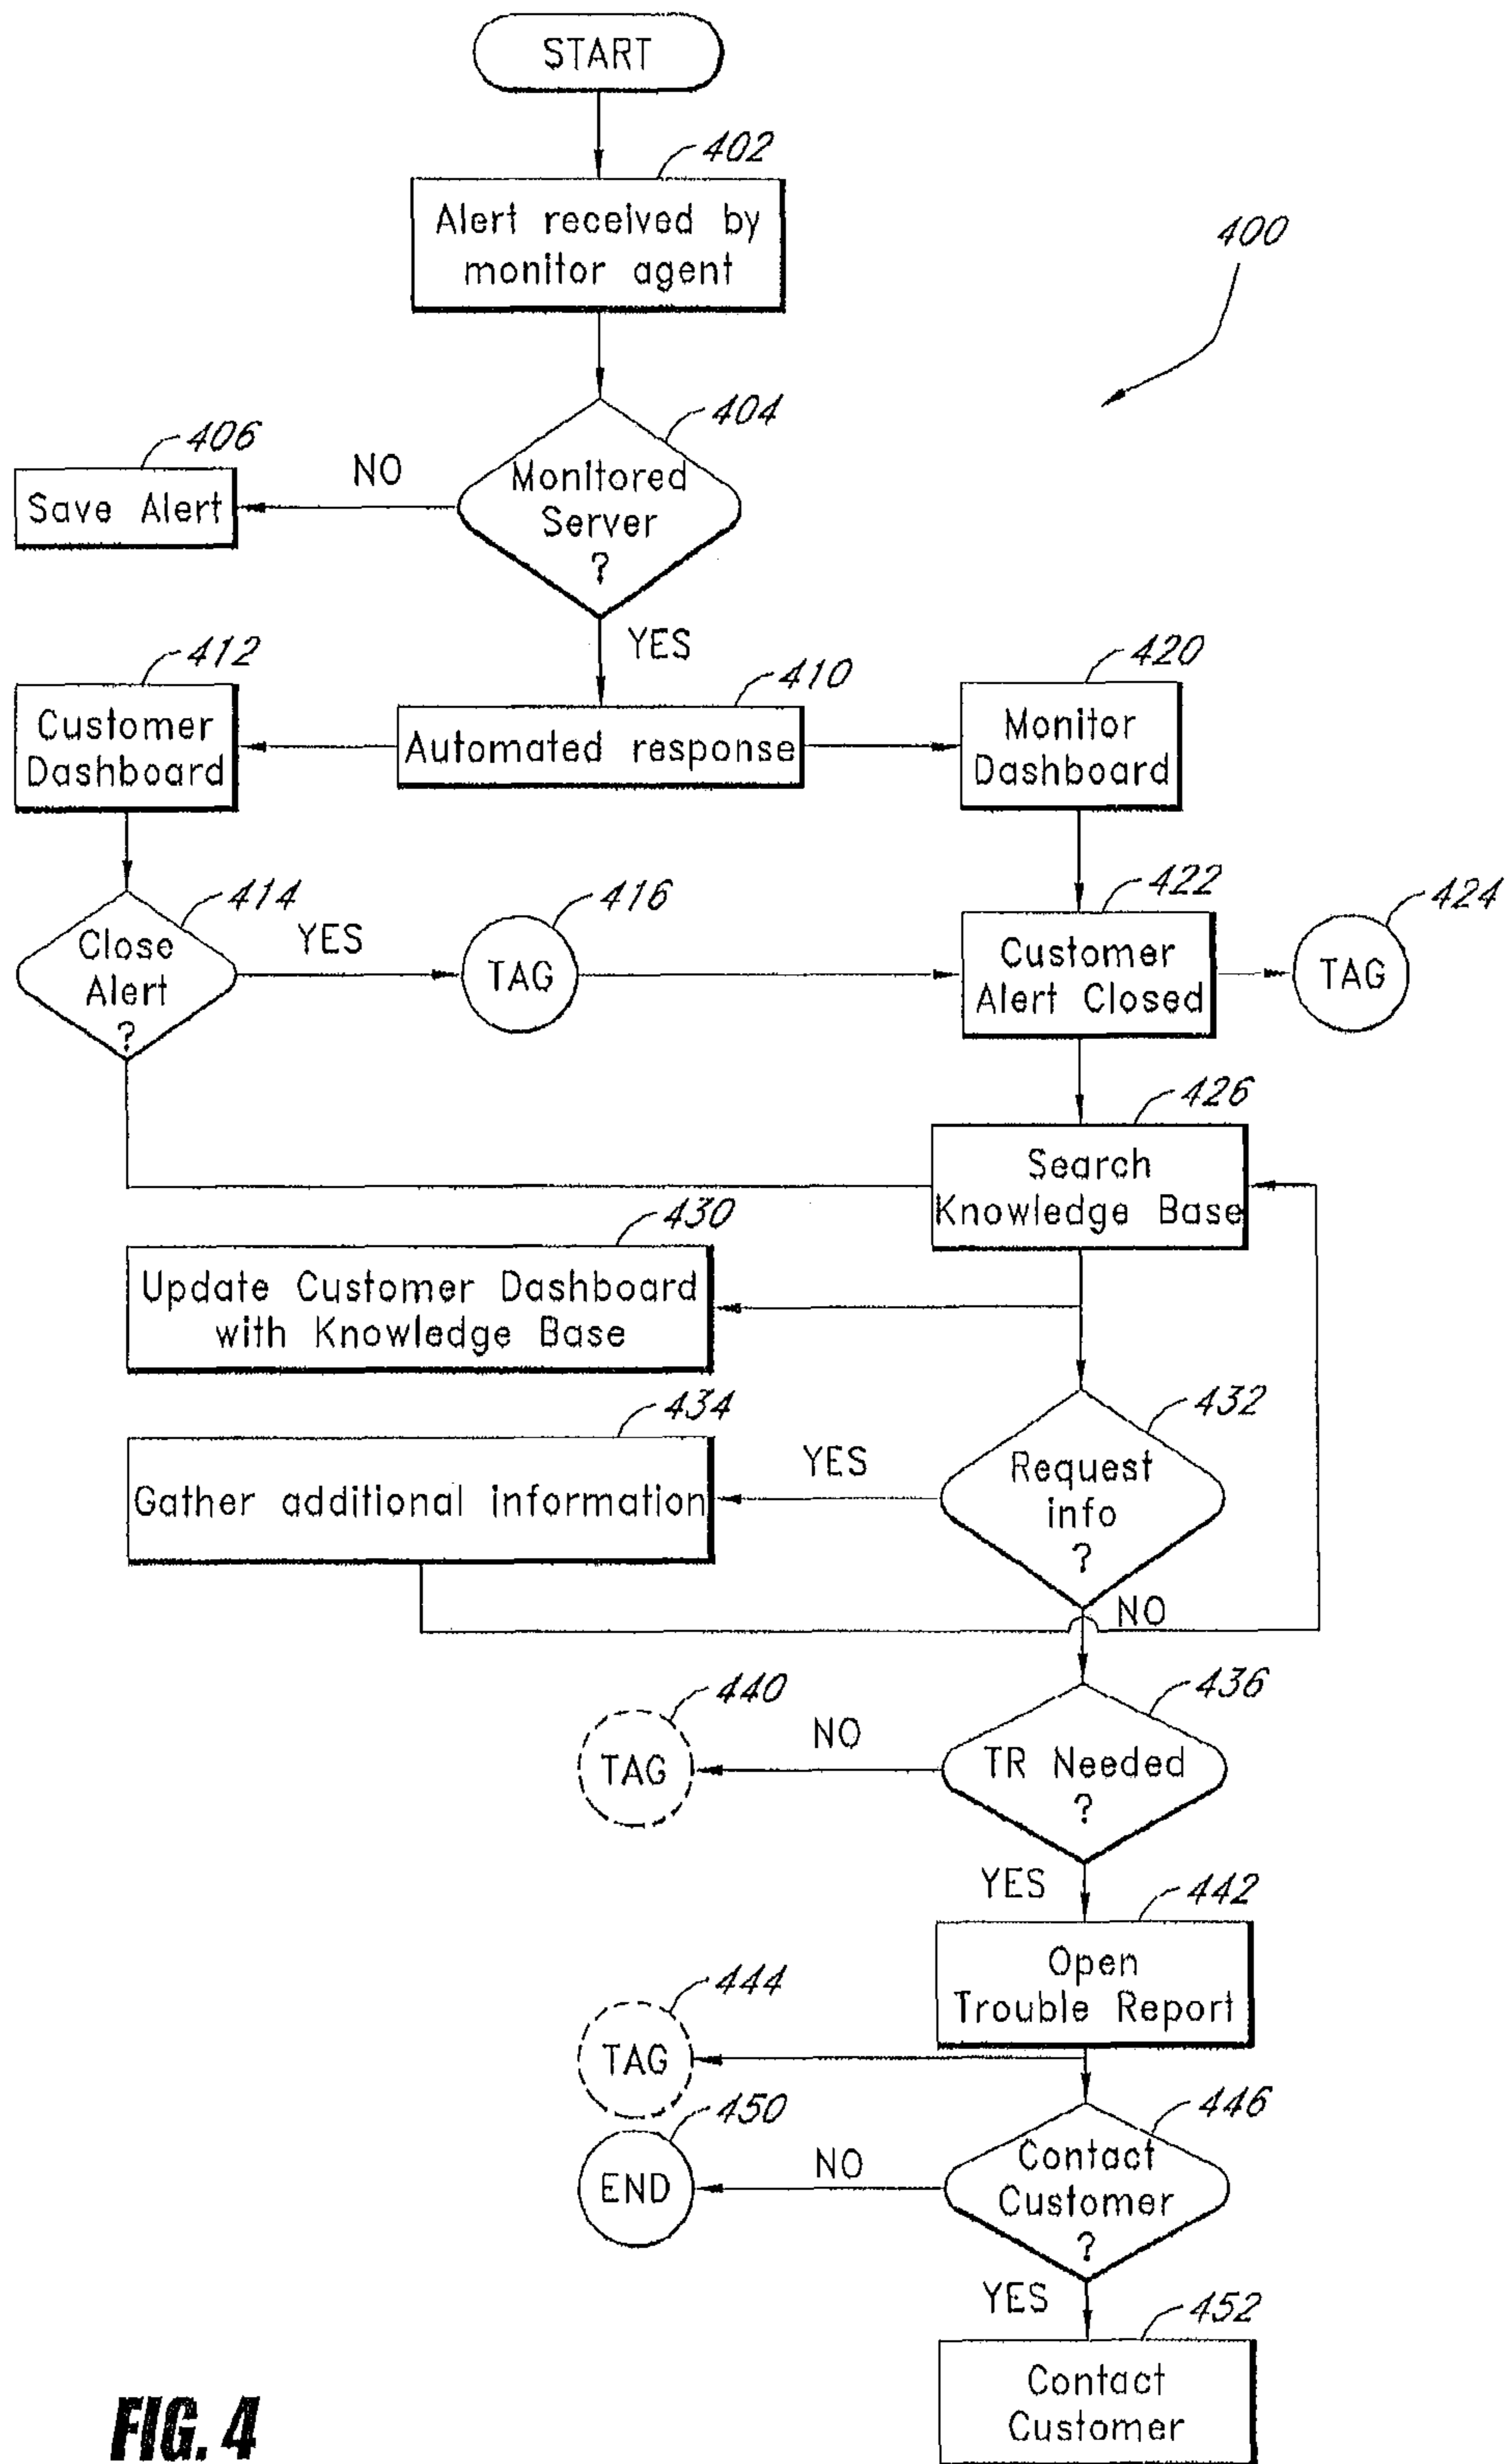 START
402
Alert received by
monitor agent
400
404
Monitored
Server
?
406
NO
Save Alert
YES
412
410
420
Customer
Dashboard
Automated response
Monitor
Dashboard
414
Close
Alert
?
YES
416
TAG
422
Customer
Alert Closed
424
TAG
426
Search
Knowledge Base
430
Update Customer Dashboard
with Knowledge Base
432
Request
info
?
434
YES
Gather additional information
NO
436
TR Needed
?
440
NO
TAG
YES
442
Open
Trouble Report
444
TAG
446
Contact
Customer
?
450
NO
END
YES
452
Contact
Customer
FIG. 4